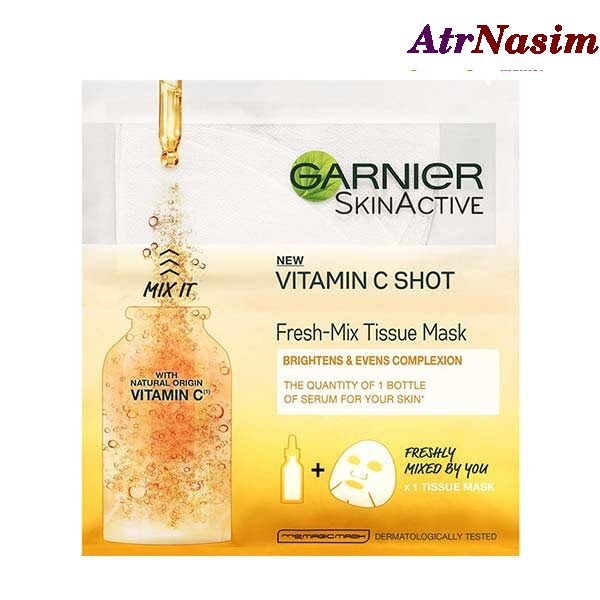 AtrNasim
GARNIER
SKINACTIVE
NEW
VITAMIN C SHOT
MIX IT
Fresh-Mix Tissue Mask
BRIGHTENS & EVENS COMPLEXION
THE QUANTITY OF 1 BOTTLE
OF SERUM FOR YOUR SKIN*
WITH
NATURAL ORIGIN
VITAMIN C(1)
FRESHLY
MIXED BY YOU
x 1 TISSUE MASK
+
DERMATOLOGICALLY TESTED